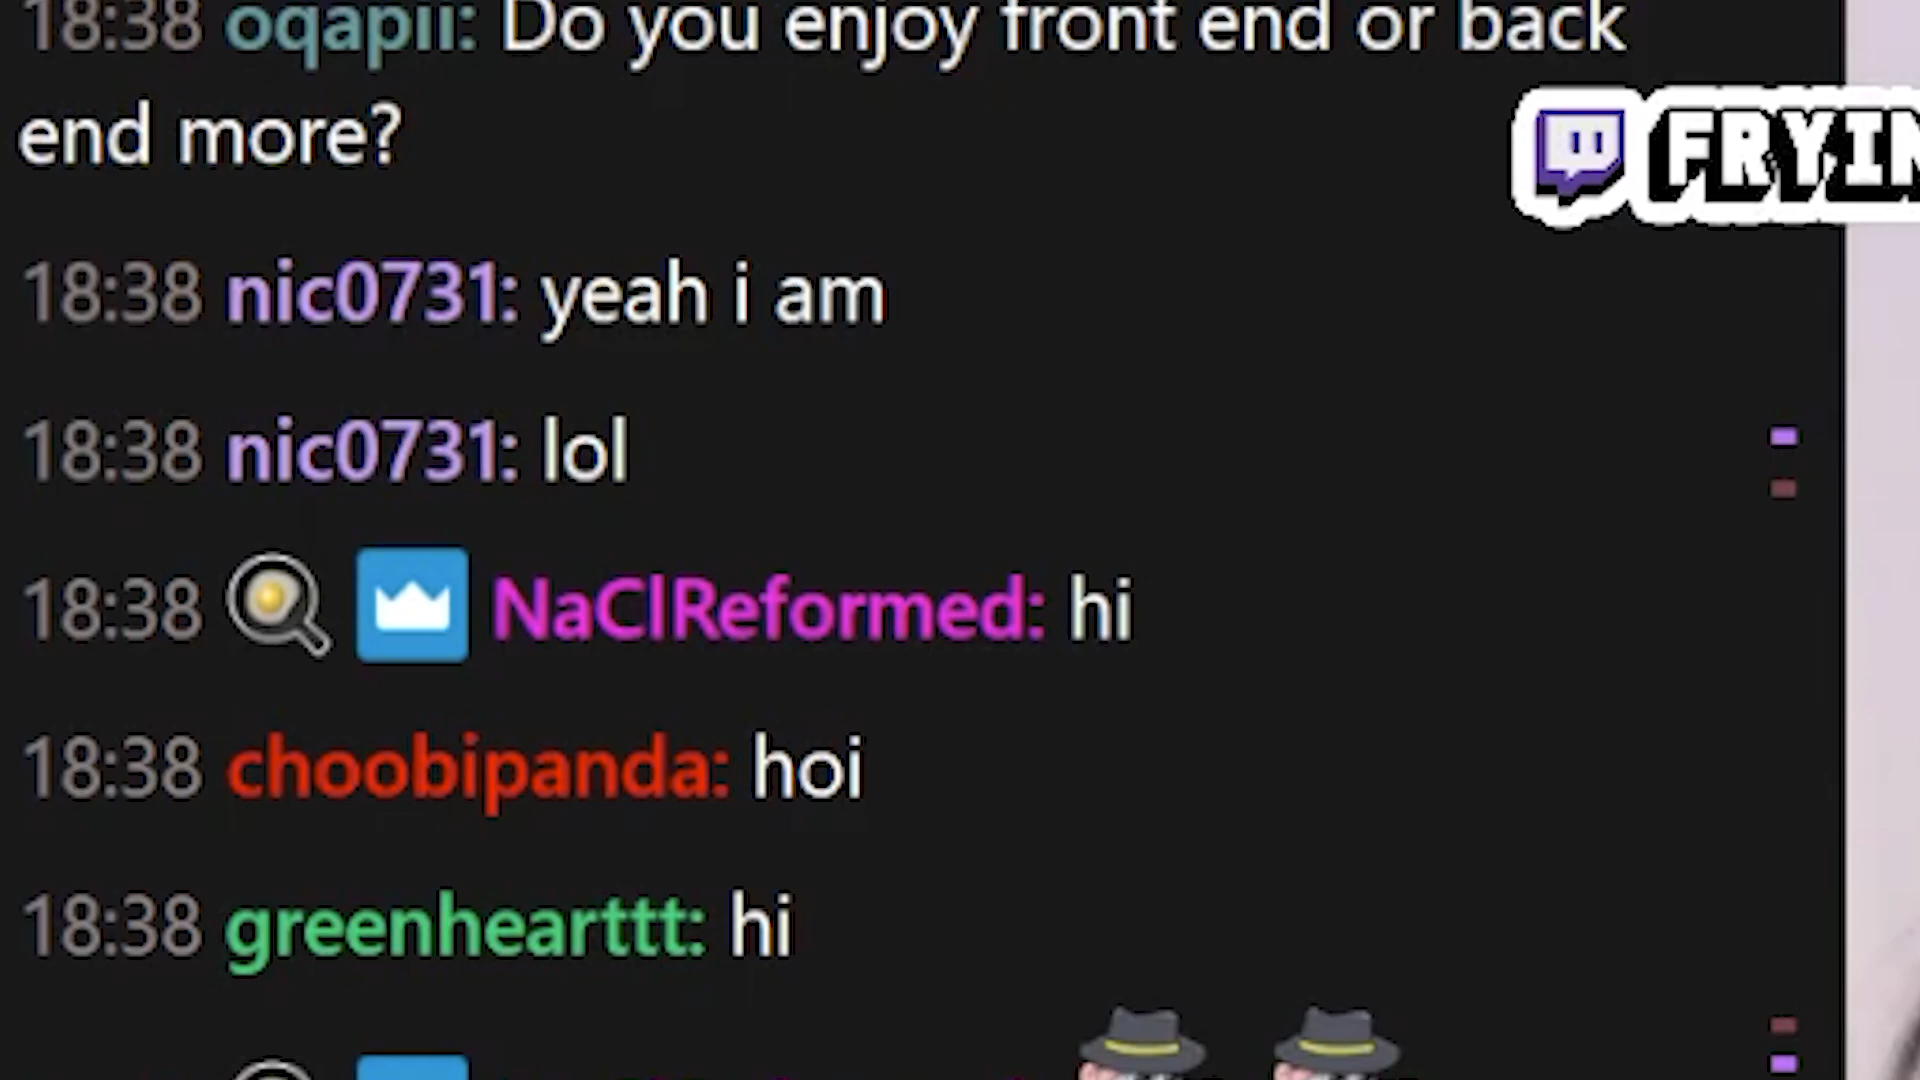 18:38 oqapii: Do you enjoy front end or back
end more?
FRYIN
18:38 nic0731: yeah i am
18:38 nic0731: lol
18:38 NaClReformed: hi
18:38 choobipanda: hoi
18:38 greenhearttt: hi